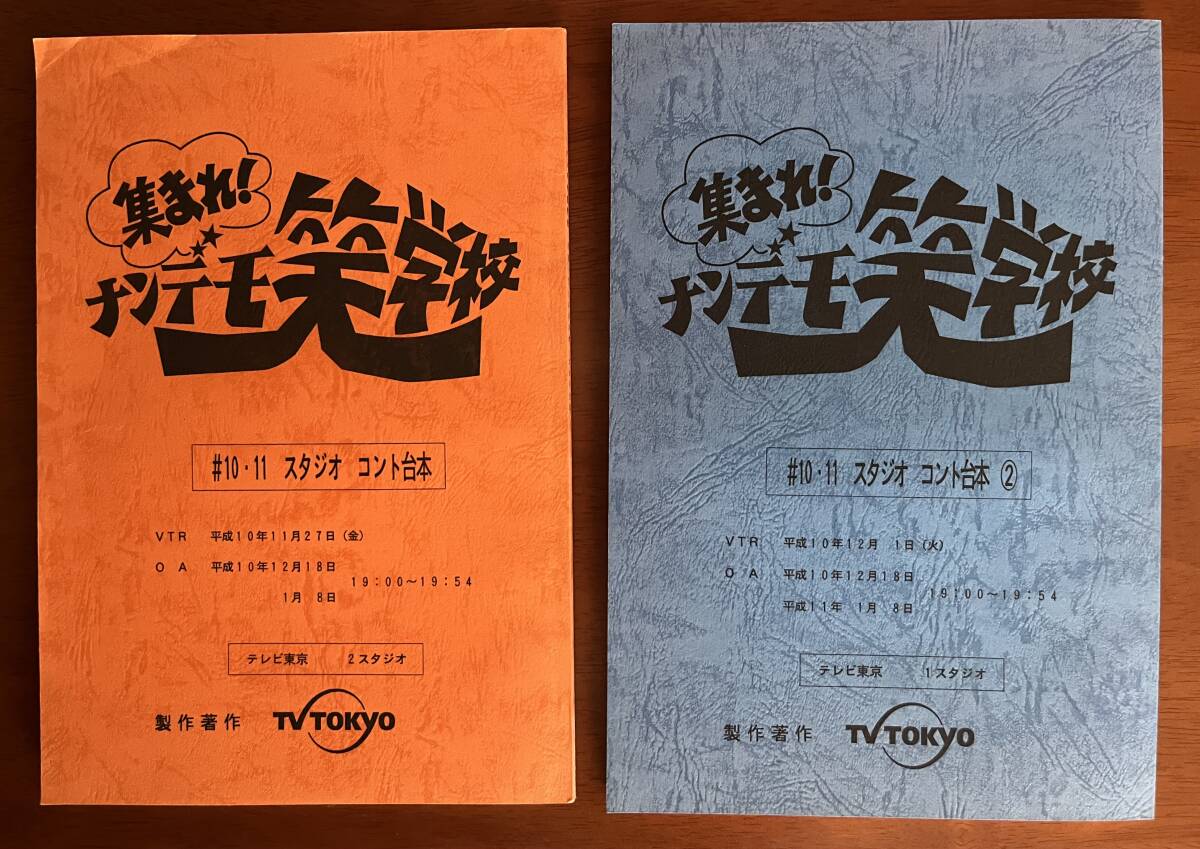 集まれ!
ナンデモ笑学校
#10・11 スタジオ コント台本
VTR 平成10年11月27日(金)
OA 平成10年12月18日
19:00〜19:54
1月 8日
テレビ東京 2スタジオ
製作著作 TV TOKYO
集まれ!
ナンデモ笑学校
#10・11 スタジオ コント台本 ②
VTR 平成10年12月 1日(火)
OA 平成10年12月18日
19:00〜19:54
平成11年 1月 8日
テレビ東京 1スタジオ
製作著作 TV TOKYO